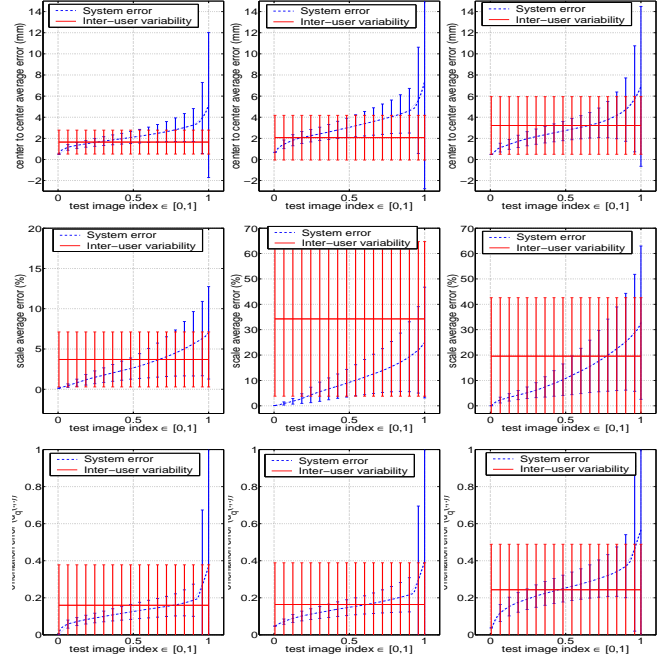 14
12
10
8
6
4
2
0
−2
0
0.5
1
test image index ∈ [0,1]
center to center average error (mm)
System error
Inter−user variability
14
12
10
8
6
4
2
0
−2
0
0.5
1
test image index ∈ [0,1]
center to center average error (mm)
System error
Inter−user variability
14
12
10
8
6
4
2
0
−2
0
0.5
1
test image index ∈ [0,1]
center to center average error (mm)
System error
Inter−user variability
20
15
10
5
0
0
0.5
1
test image index ∈ [0,1]
scale average error (%)
System error
Inter−user variability
70
60
50
40
30
20
10
0
0
0.5
1
test image index ∈ [0,1]
scale average error (%)
System error
Inter−user variability
70
60
50
40
30
20
10
0
0
0.5
1
test image index ∈ [0,1]
scale average error (%)
System error
Inter−user variability
1
0.8
0.6
0.4
0.2
0
0
0.5
1
test image index ∈ [0,1]
error
System error
Inter−user variability
1
0.8
0.6
0.4
0.2
0
0
0.5
1
test image index ∈ [0,1]
error
System error
Inter−user variability
1
0.8
0.6
0.4
0.2
0
0
0.5
1
test image index ∈ [0,1]
error
System error
Inter−user variability